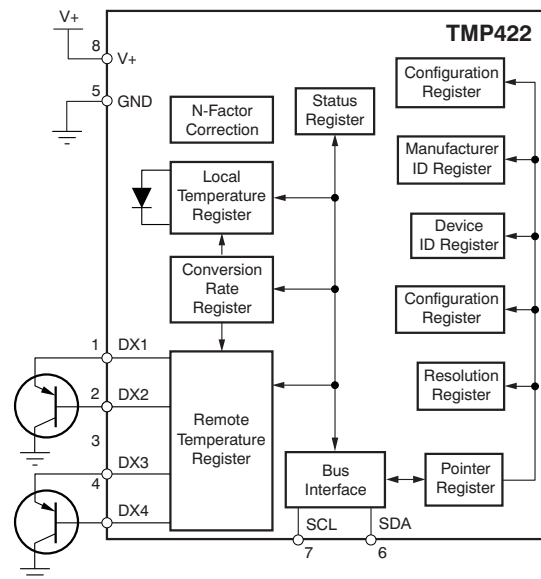 V+
TMP422
8
V+
Configuration
Register
5
GND
N-Factor
Correction
Status
Register
Manufacturer
ID Register
Local
Temperature
Register
Device
ID Register
Conversion
Rate
Register
Configuration
Register
1
DX1
2
DX2
Remote
Temperature
Register
Resolution
Register
3
DX3
4
DX4
Bus
Interface
Pointer
Register
SCL
SDA
7
6